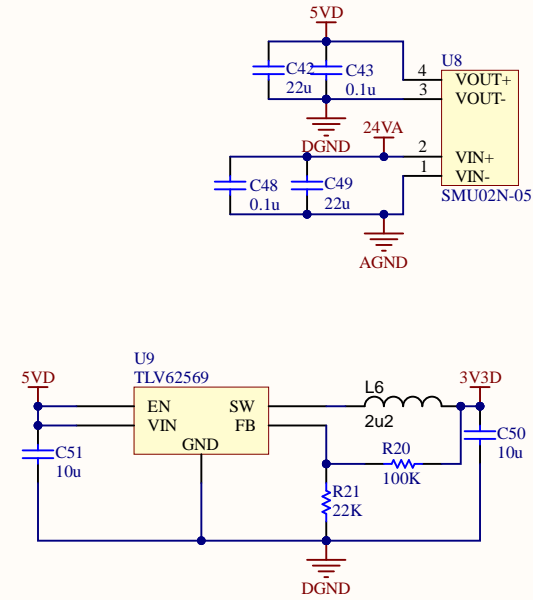 5VD
U8
C42
C43
4
VOUT+
22u
0.1u
3
VOUT-
DGND
24VA
2
VIN+
1
VIN-
C48
C49
0.1u
22u
SMU02N-05
AGND
U9
5VD
TLV62569
L6
3V3D
EN
SW
VIN
FB
2u2
GND
C51
C50
10u
R20
10u
100K
R21
22K
DGND